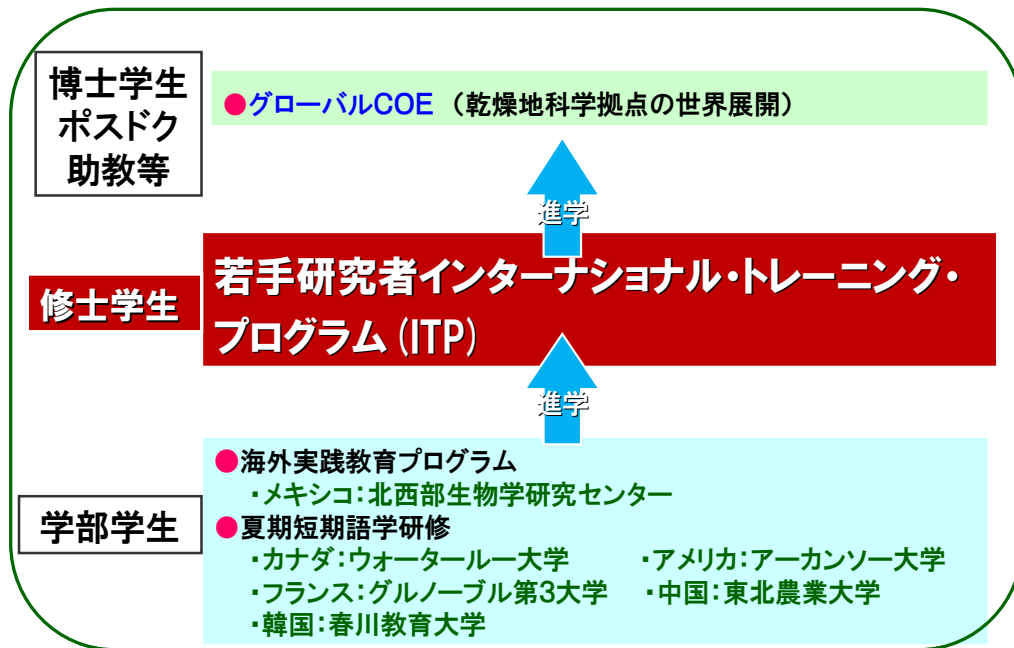 博士学生
ポスドク
助教等
●グローバルCOE （乾燥地科学拠点の世界展開）
進学
修士学生
若手研究者インターナショナル・トレーニング・
プログラム (ITP)
進学
学部学生
●海外実践教育プログラム
・メキシコ：北西部生物学研究センター
●夏期短期語学研修
・カナダ：ウォータールー大学 ・アメリカ：アーカンソー大学
・フランス：グルノーブル第3大学 ・中国：東北農業大学
・韓国：春川教育大学